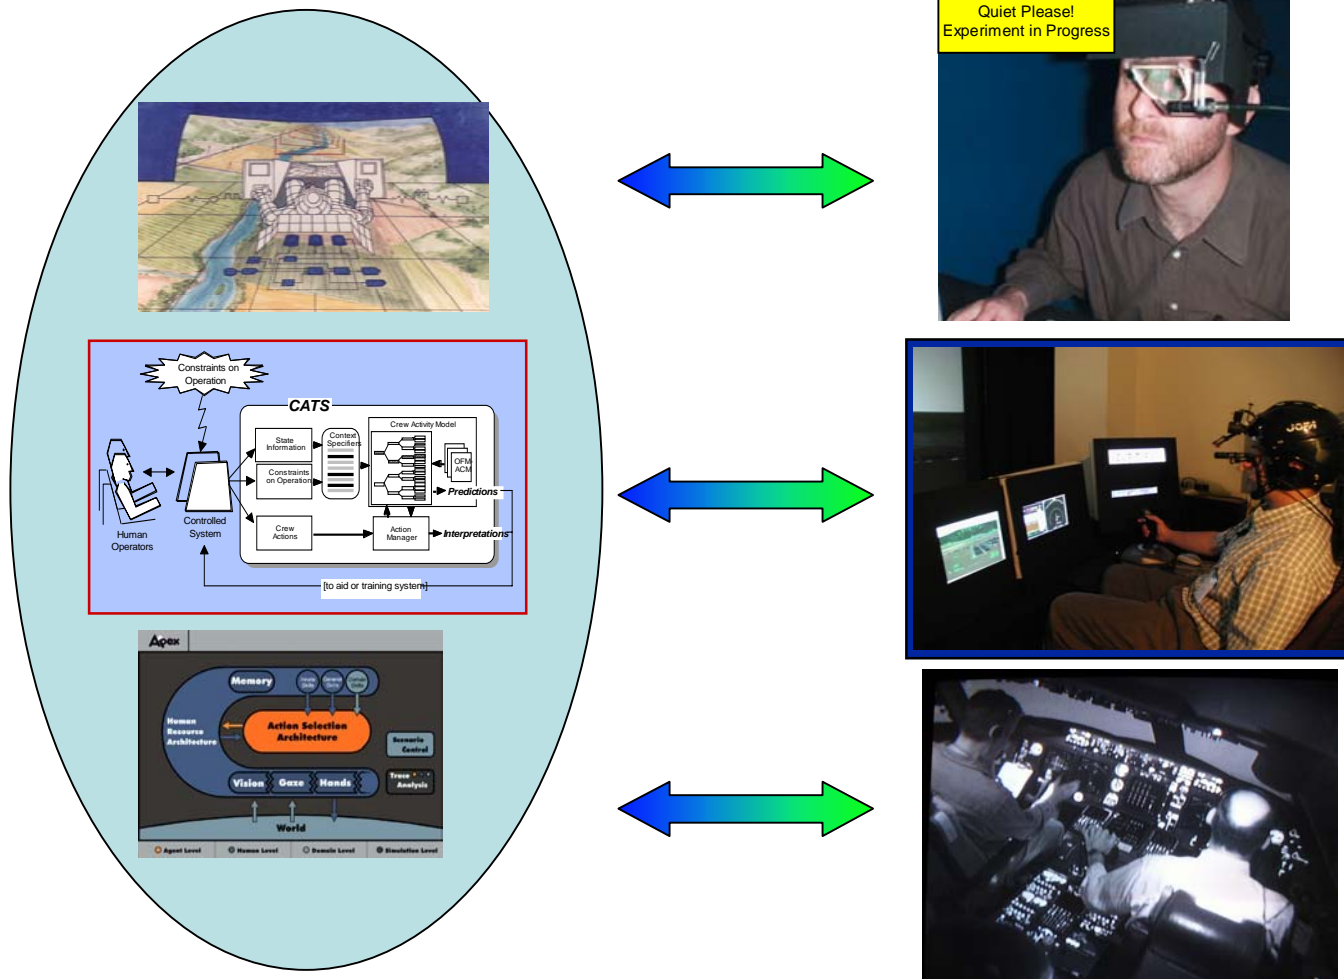 Quiet Please!
Experiment in Progress
Constraints on
Operation
CATS
Crew Activity Model
State
Information
Context
Specifiers
OFM-
ACM
Constraints
on Operation
Predictions
Crew
Actions
Action
Manager
Interpretations
Human
Operators
Controlled
System
[to aid or training system]
Apex
Memory
Human
Resource
Architecture
Action Selection
Architecture
Scenario
Control
Vision
Gaze
Hands
Trace
Analysis
World
Agent Level
Human Level
Domain Level
Simulation Level